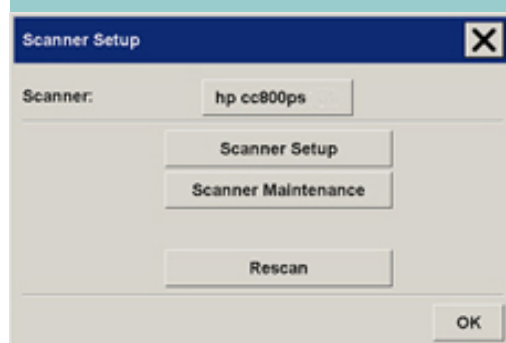 Scanner Setup
Scanner: hp cc800ps
Scanner Setup
Scanner Maintenance
Rescan
OK